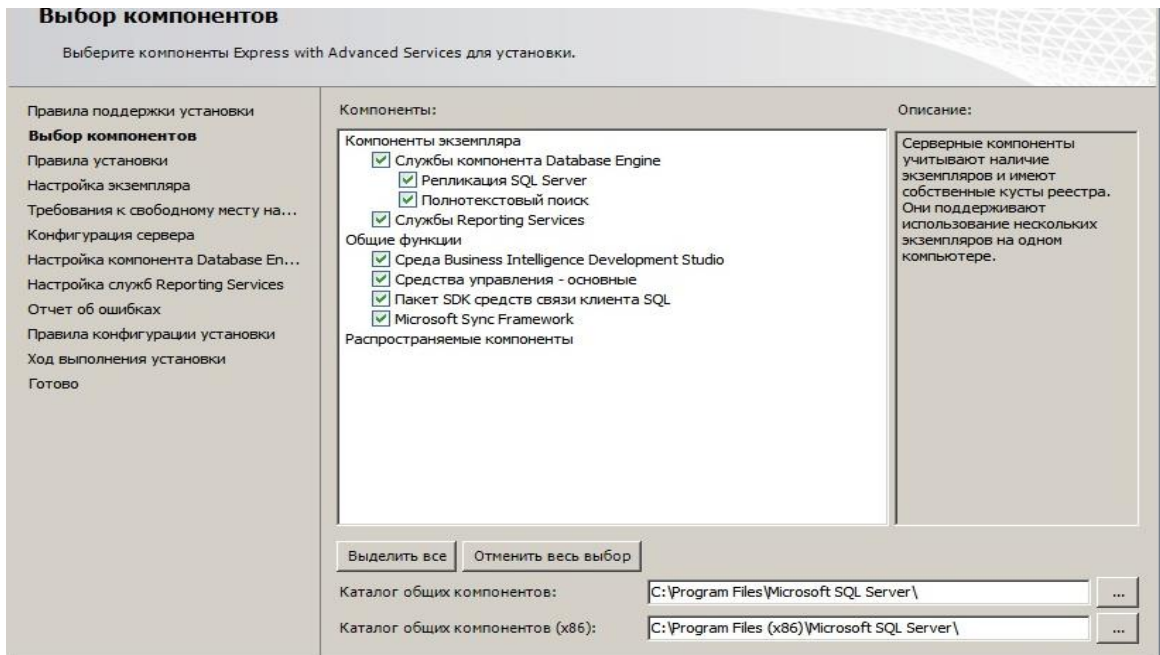 Выбор компонентов
Выберите компоненты Express with Advanced Services для установки.
Правила поддержки установки
Выбор компонентов
Правила установки
Настройка экземпляра
Требования к свободному месту на...
Конфигурация сервера
Настройка компонента Database En...
Настройка служб Reporting Services
Отчет об ошибках
Правила конфигурации установки
Ход выполнения установки
Готово
Компоненты:
Компоненты экземпляра
Службы компонента Database Engine
Репликация SQL Server
Полнотекстовый поиск
Службы Reporting Services
Общие функции
Среда Business Intelligence Development Studio
Средства управления - основные
Пакет SDK средств связи клиента SQL
Microsoft Sync Framework
Распространяемые компоненты
Описание:
Серверные компоненты
учитывают наличие
экземпляров и имеют
собственные кусты реестра.
Они поддерживают
использование нескольких
экземпляров на одном
компьютере.
Выделить все
Отменить весь выбор
Каталог общих компонентов:
C:\Program Files\Microsoft SQL Server\
...
Каталог общих компонентов (x86):
C:\Program Files (x86)\Microsoft SQL Server\
...